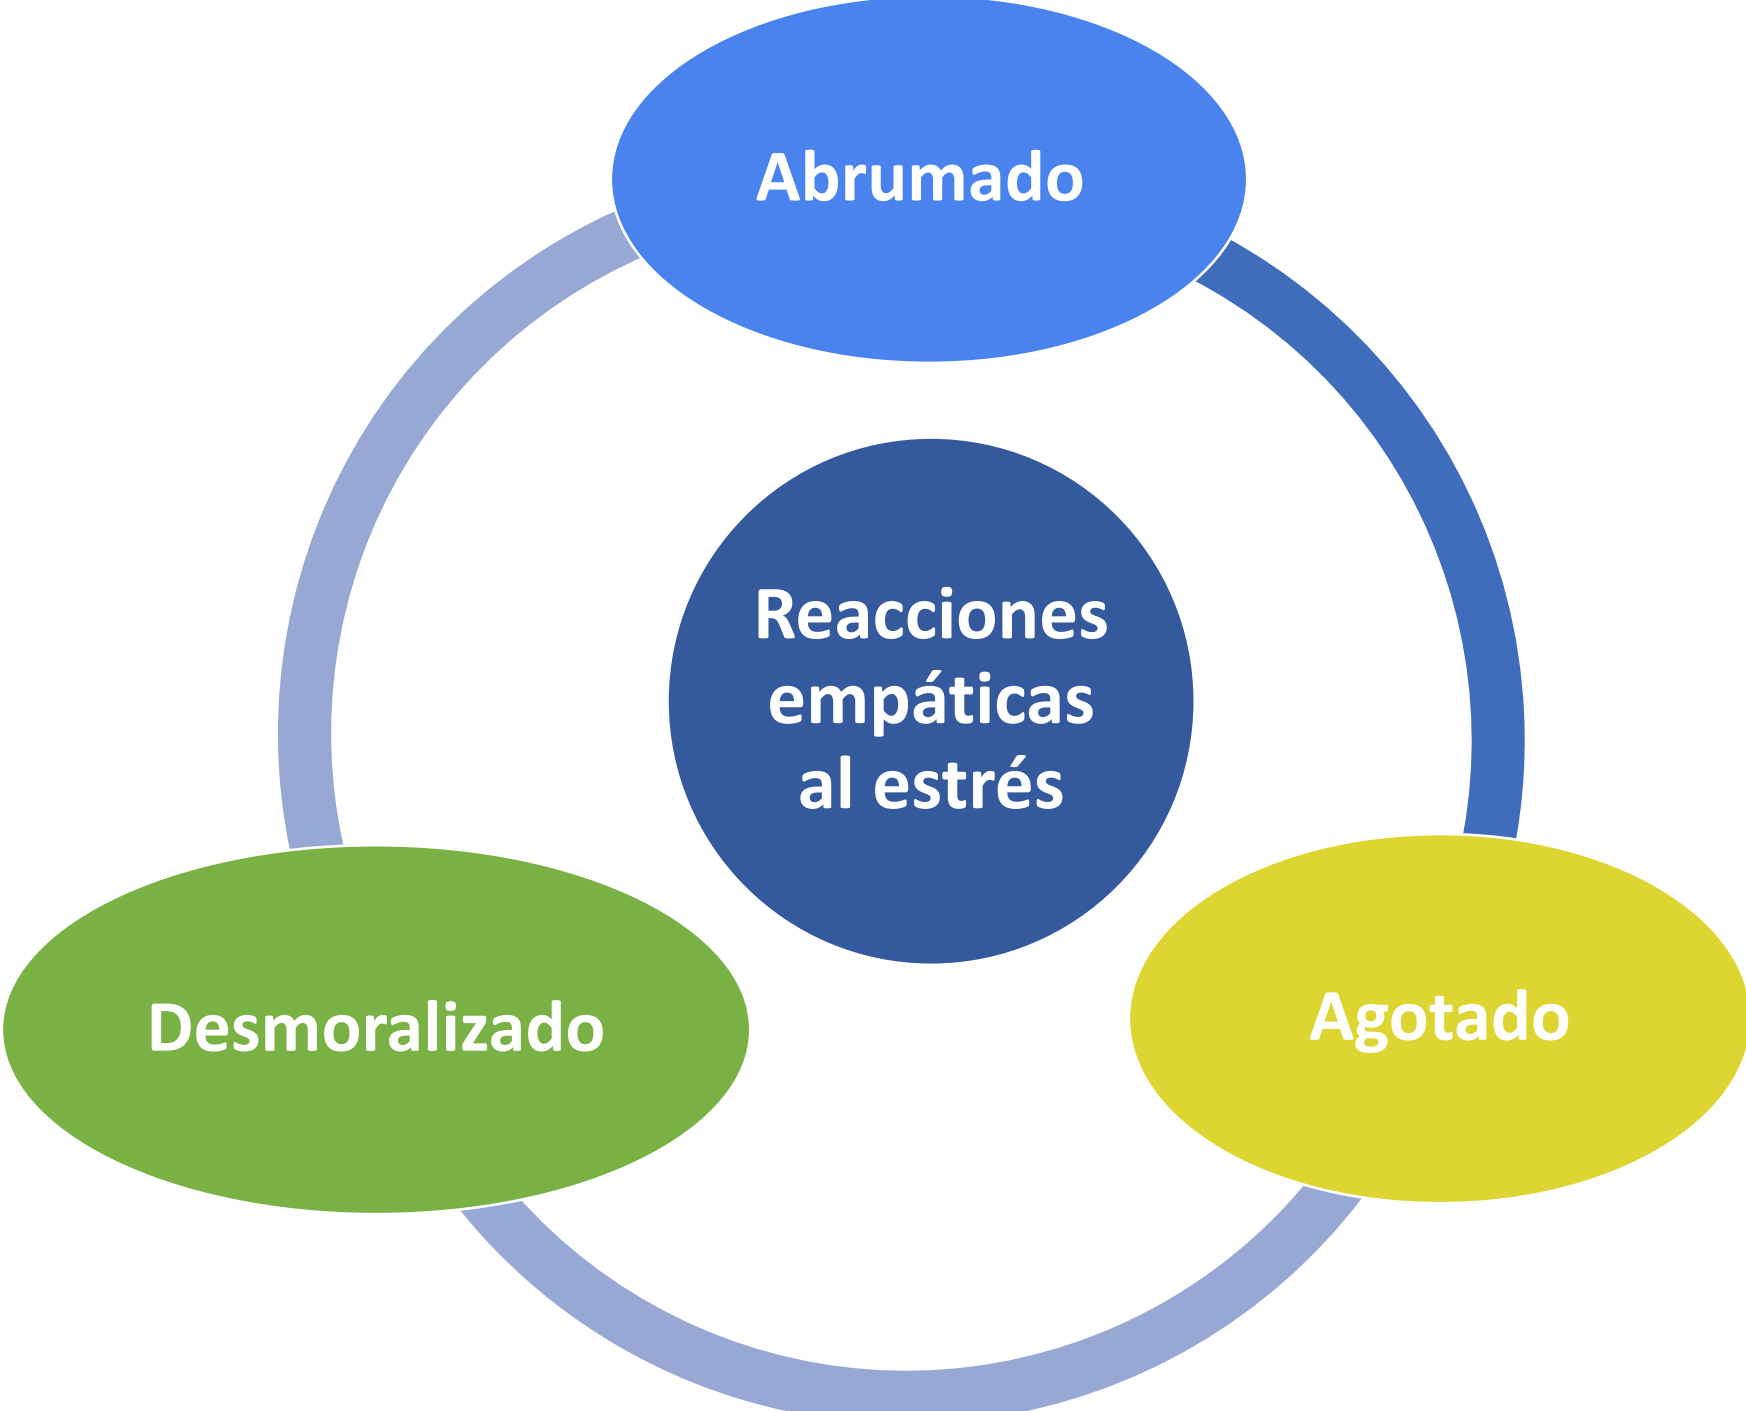 Abrumado
Reacciones
empáticas
al estrés
Desmoralizado
Agotado